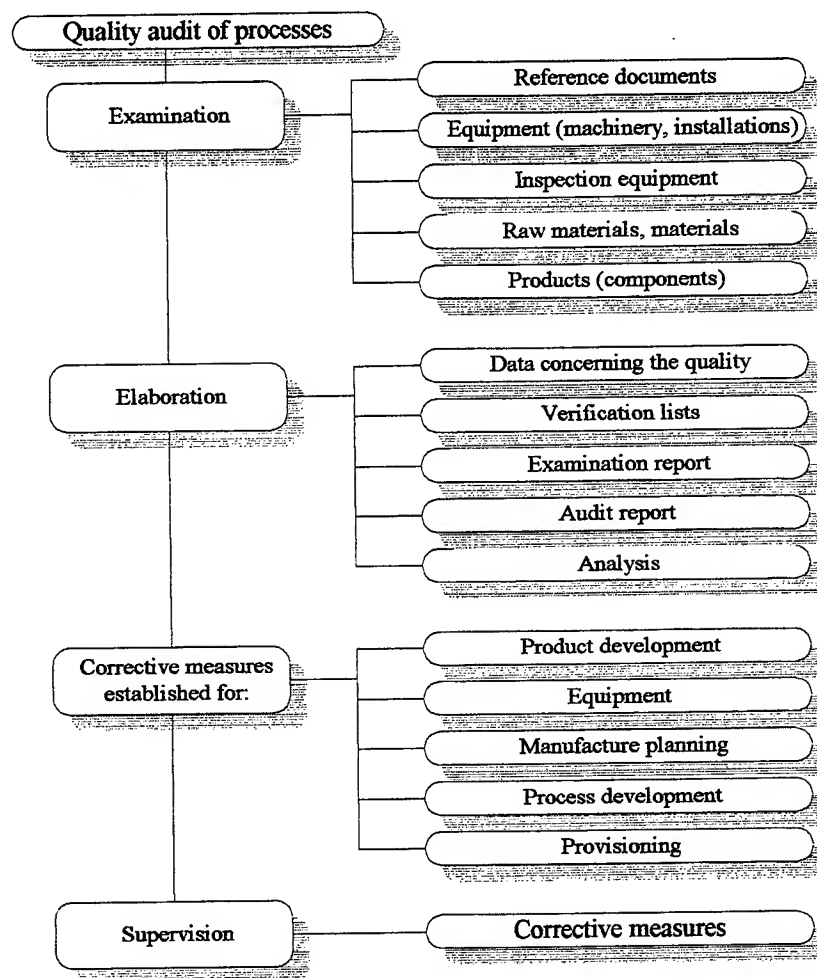 Quality audit of processes
Examination
Reference documents
Equipment (machinery, installations)
Inspection equipment
Raw materials, materials
Products (components)
Elaboration
Data concerning the quality
Verification lists
Examination report
Audit report
Analysis
Corrective measures
established for:
Product development
Equipment
Manufacture planning
Process development
Provisioning
Supervision
Corrective measures